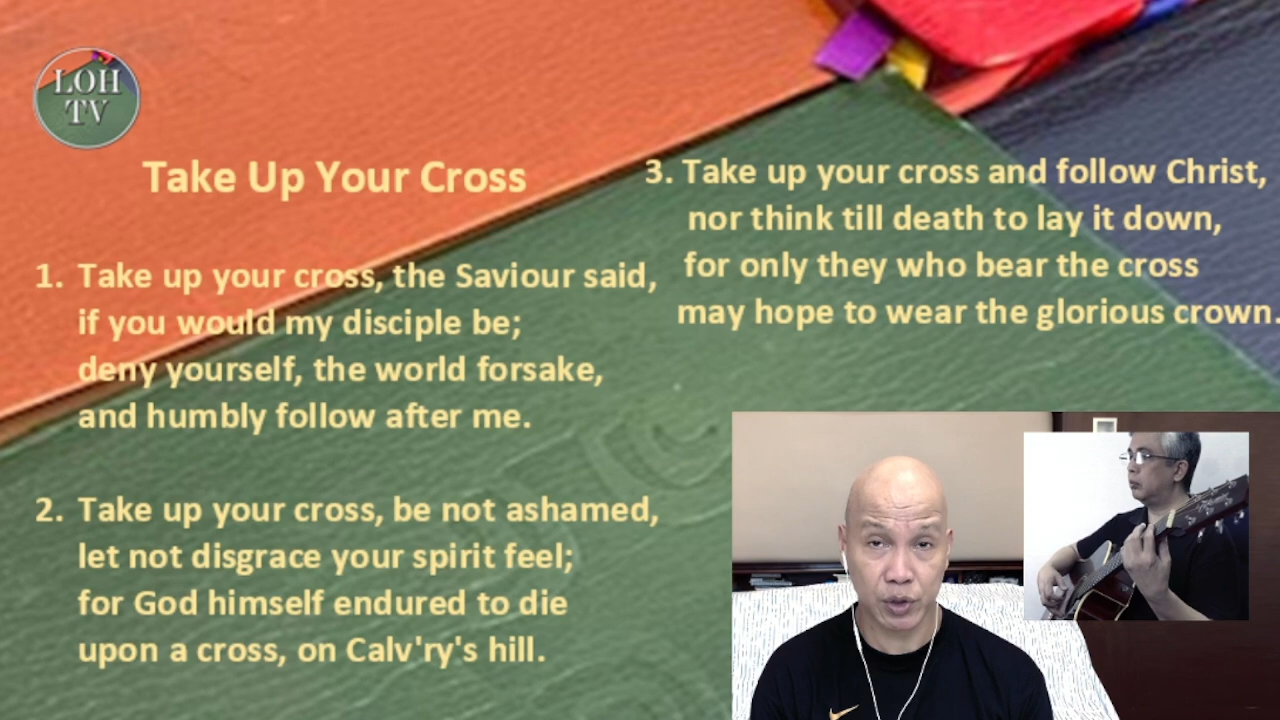 LOH
TV
Take Up Your Cross
1. Take up your cross, the Saviour said,
if you would my disciple be;
deny yourself, the world forsake,
and humbly follow after me.
2. Take up your cross, be not ashamed,
let not disgrace your spirit feel;
for God himself endured to die
upon a cross, on Calv'ry's hill.
3. Take up your cross and follow Christ,
nor think till death to lay it down,
for only they who bear the cross
may hope to wear the glorious crown.